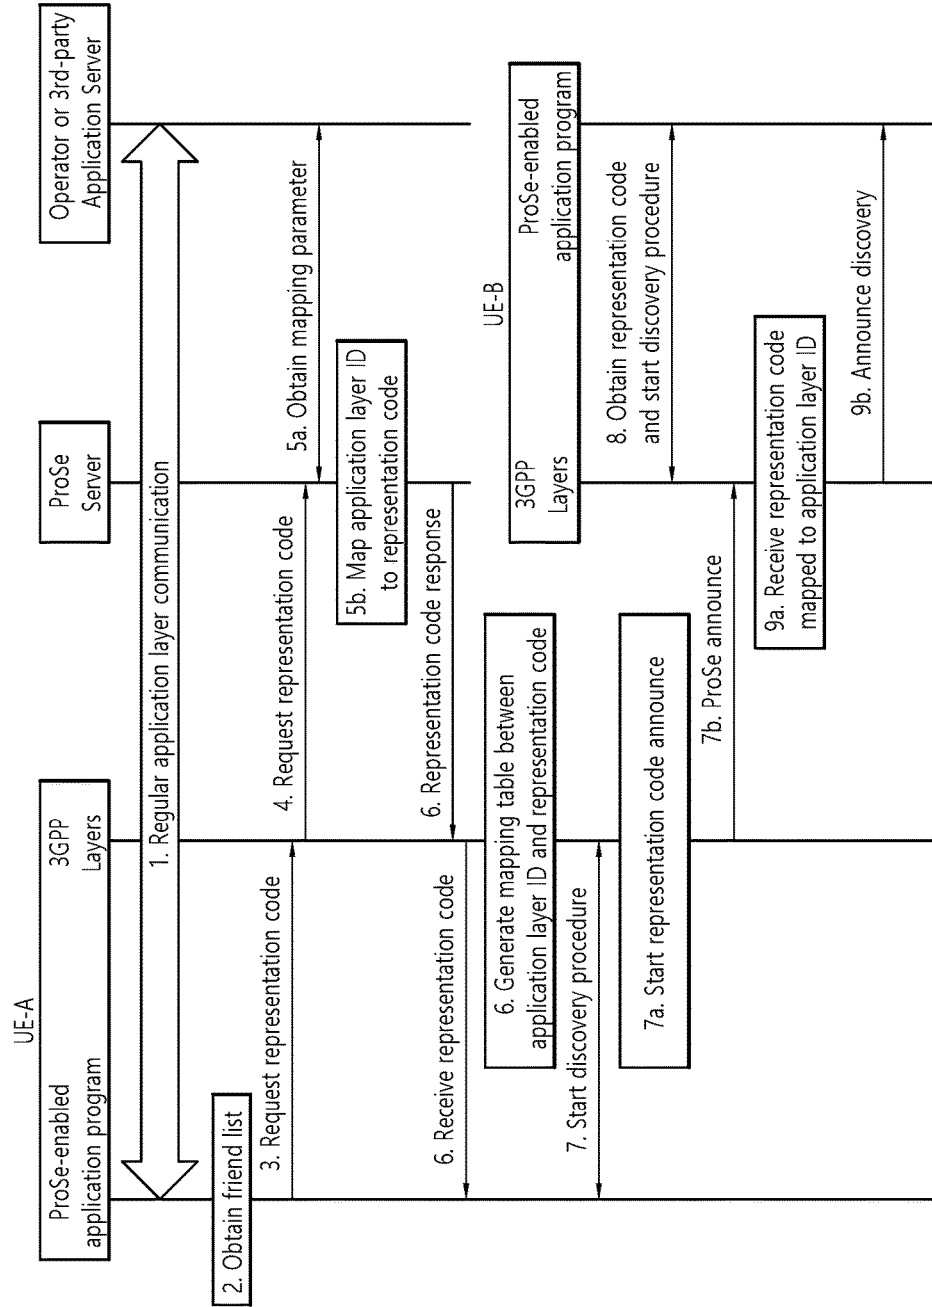 UE-A
ProSe-enabled
application program
3GPP
Layers
ProSe
Server
Operator or 3rd-party
Application Server
1. Regular application layer communication
2. Obtain friend list
3. Request representation code
4. Request representation code
5a. Obtain mapping parameter
5b. Map application layer ID
to representation code
6. Representation code response
6. Receive representation code
6. Generate mapping table between
application layer ID and representation code
UE-B
3GPP
Layers
ProSe-enabled
application program
7. Start discovery procedure
7a. Start representation code announce
8. Obtain representation code
and start discovery procedure
7b. ProSe announce
9a. Receive representation code
mapped to application layer ID
9b. Announce discovery